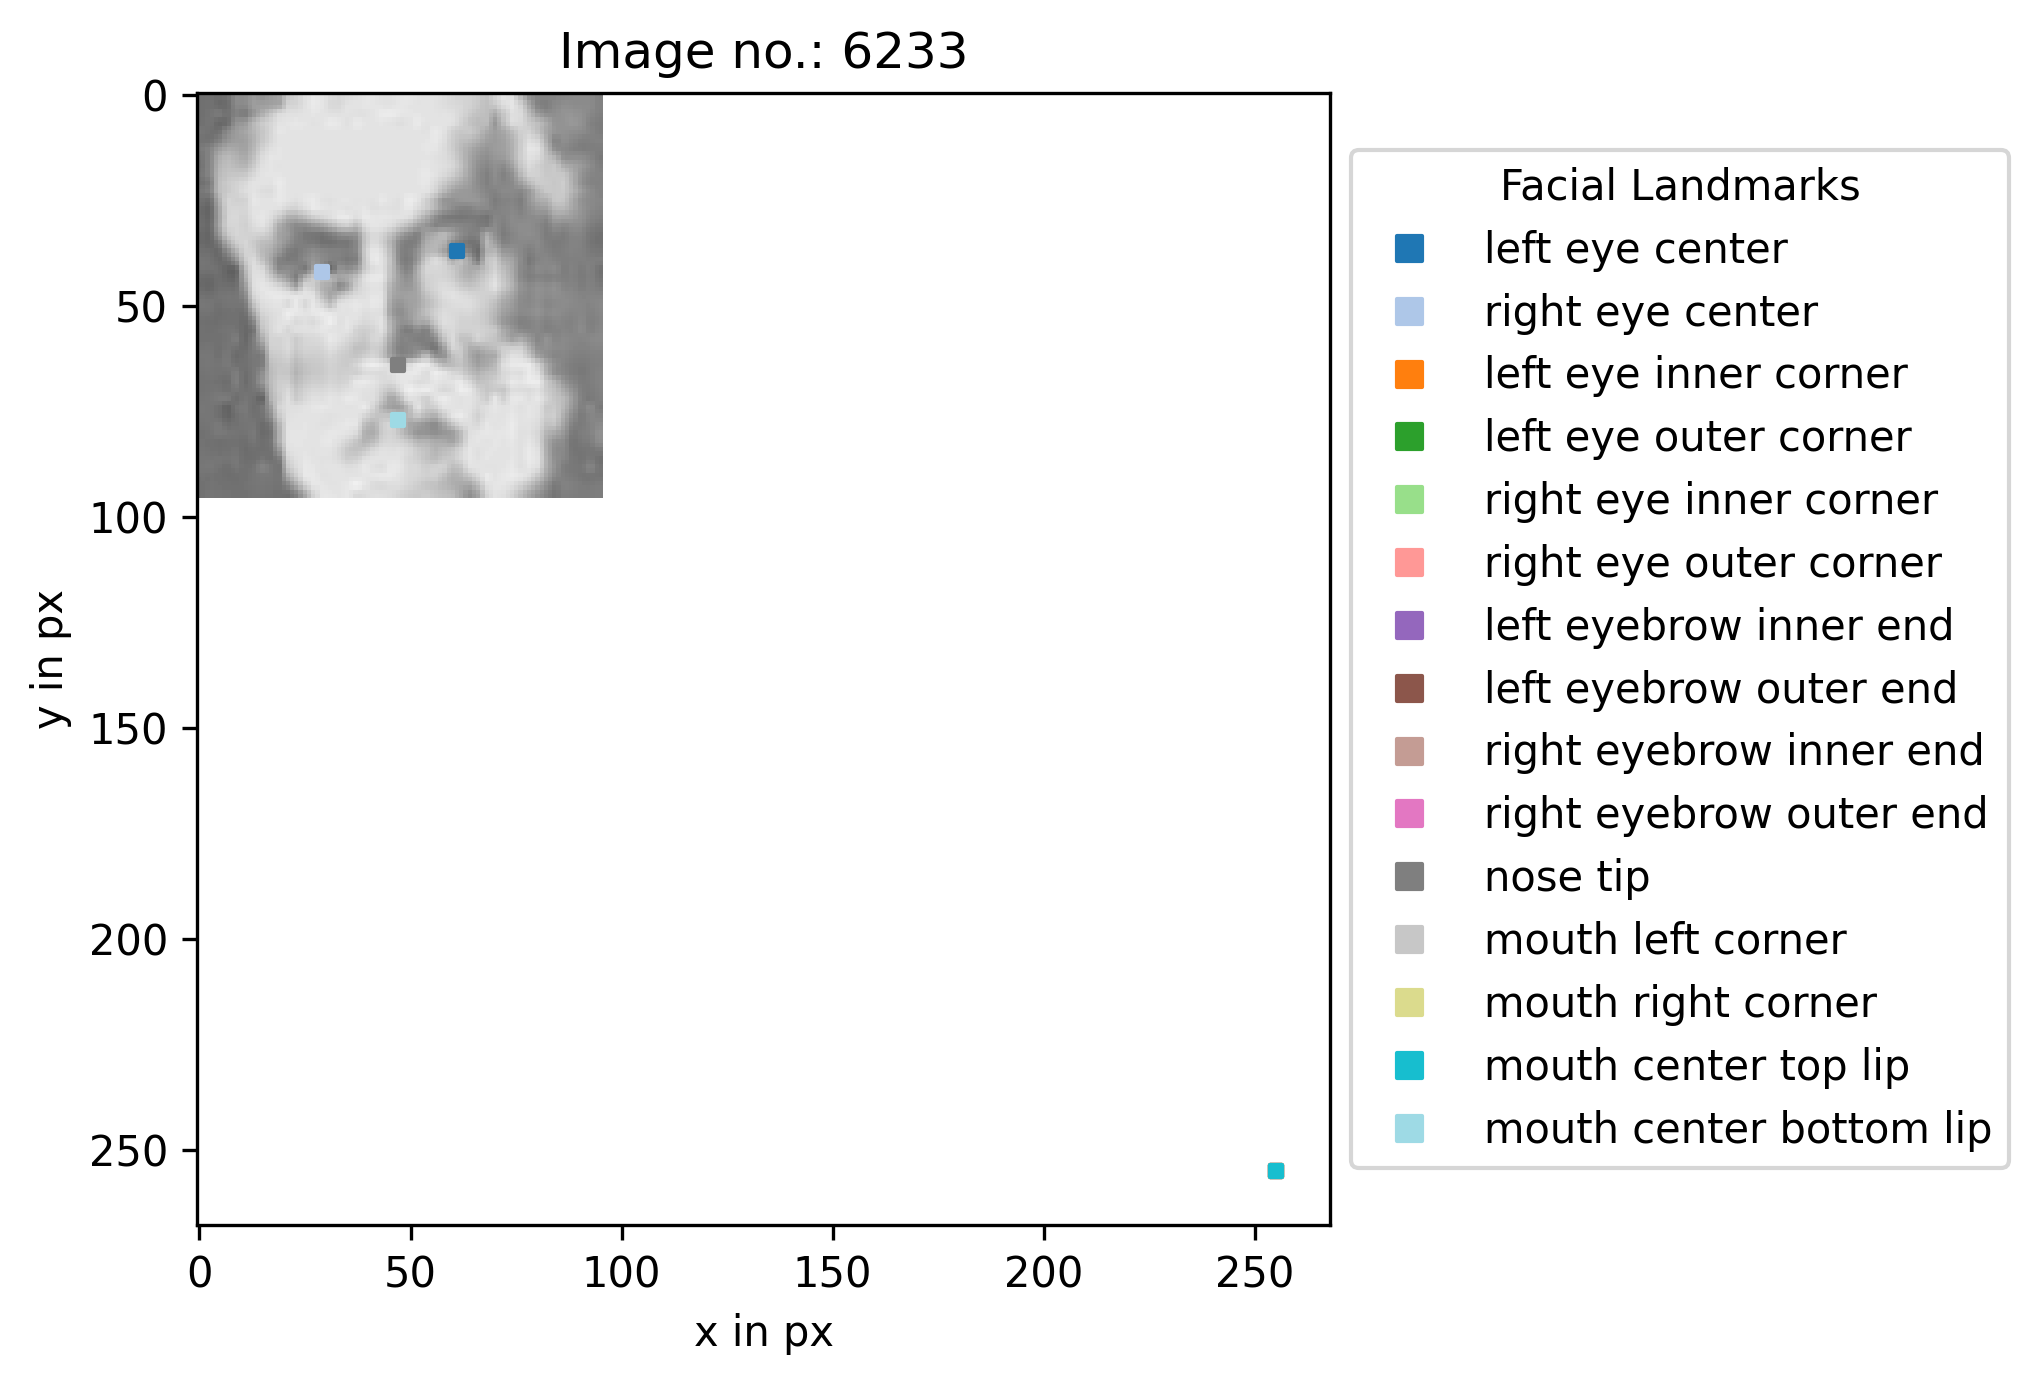 Image no.: 6233
0
50
100
150
200
250
y in px
0 50 100 150 200 250
x in px
Facial Landmarks
left eye center
right eye center
left eye inner corner
left eye outer corner
right eye inner corner
right eye outer corner
left eyebrow inner end
left eyebrow outer end
right eyebrow inner end
right eyebrow outer end
nose tip
mouth left corner
mouth right corner
mouth center top lip
mouth center bottom lip